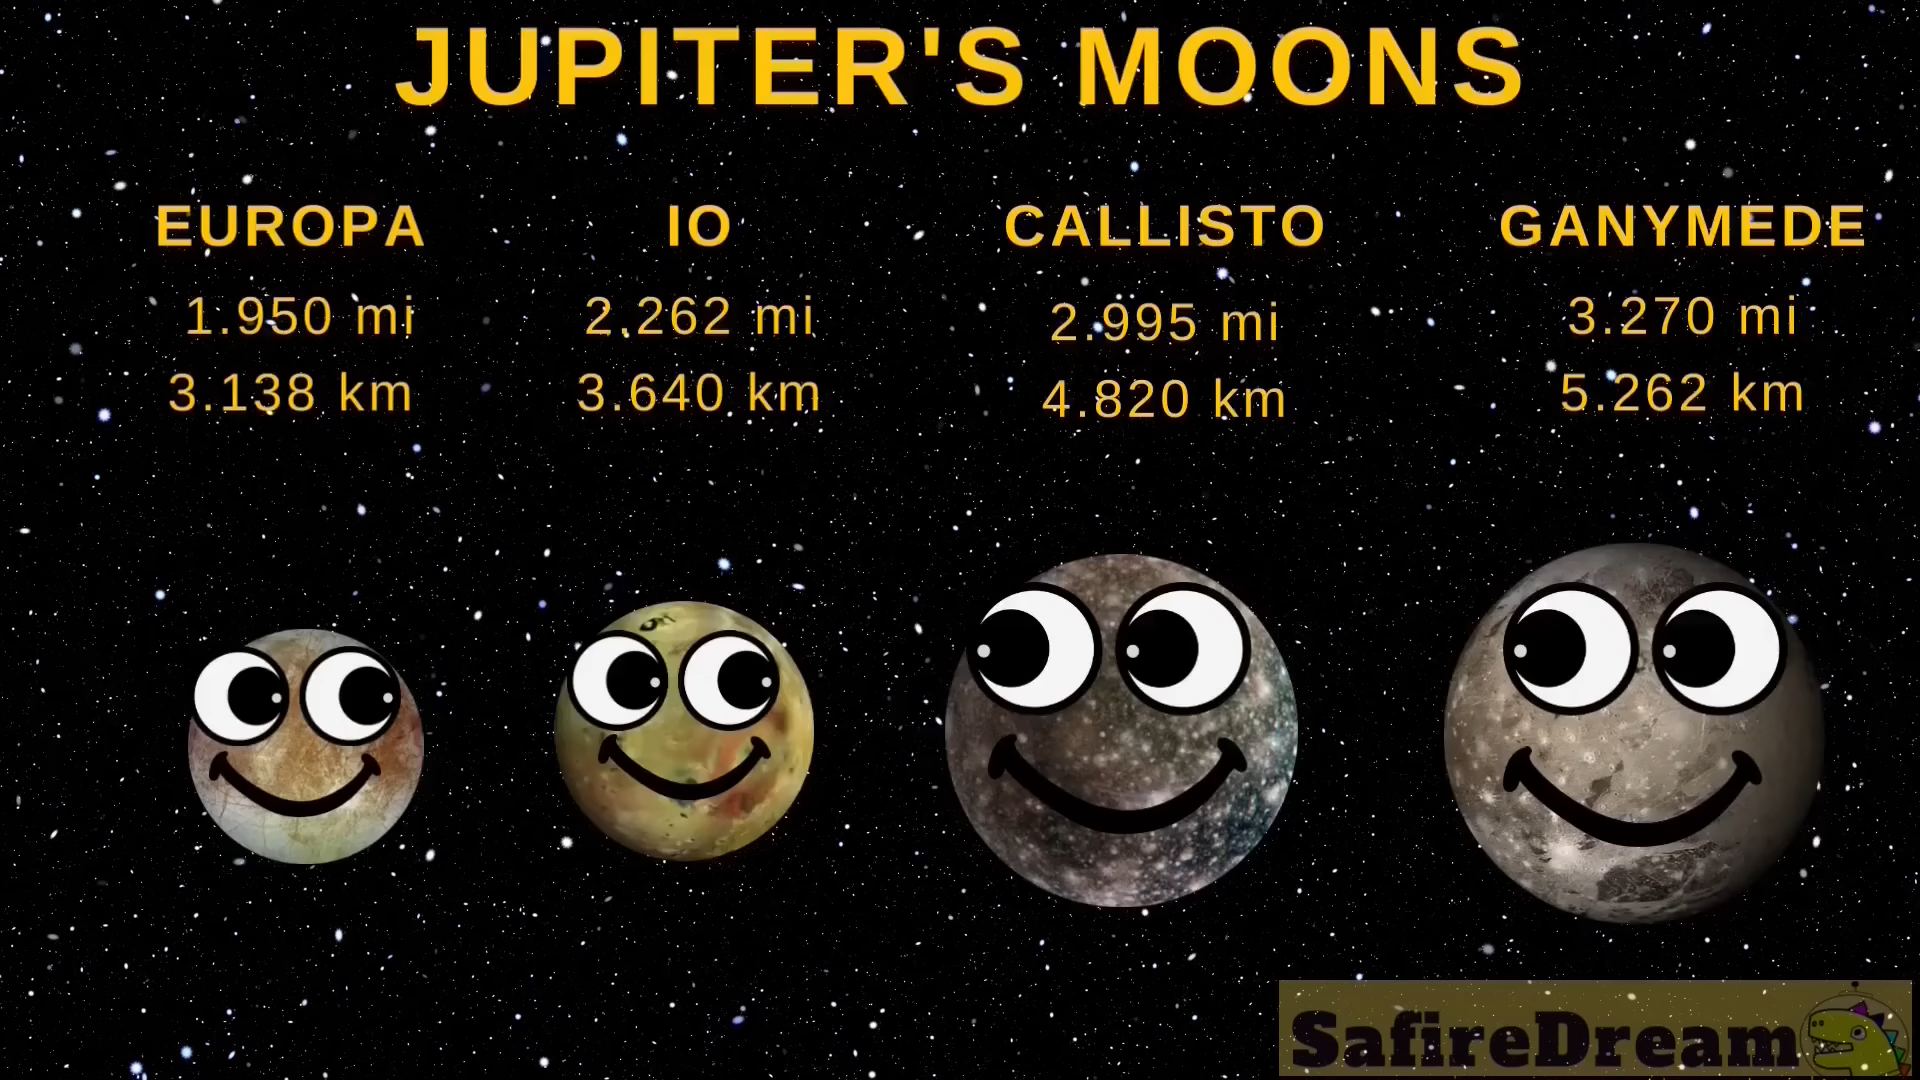 JUPITER'S MOONS
EUROPA
1.950 mi
3.138 km
IO
2.262 mi
3.640 km
CALLISTO
2.995 mi
4.820 km
GANYMEDE
3.270 mi
5.262 km
SafireDream